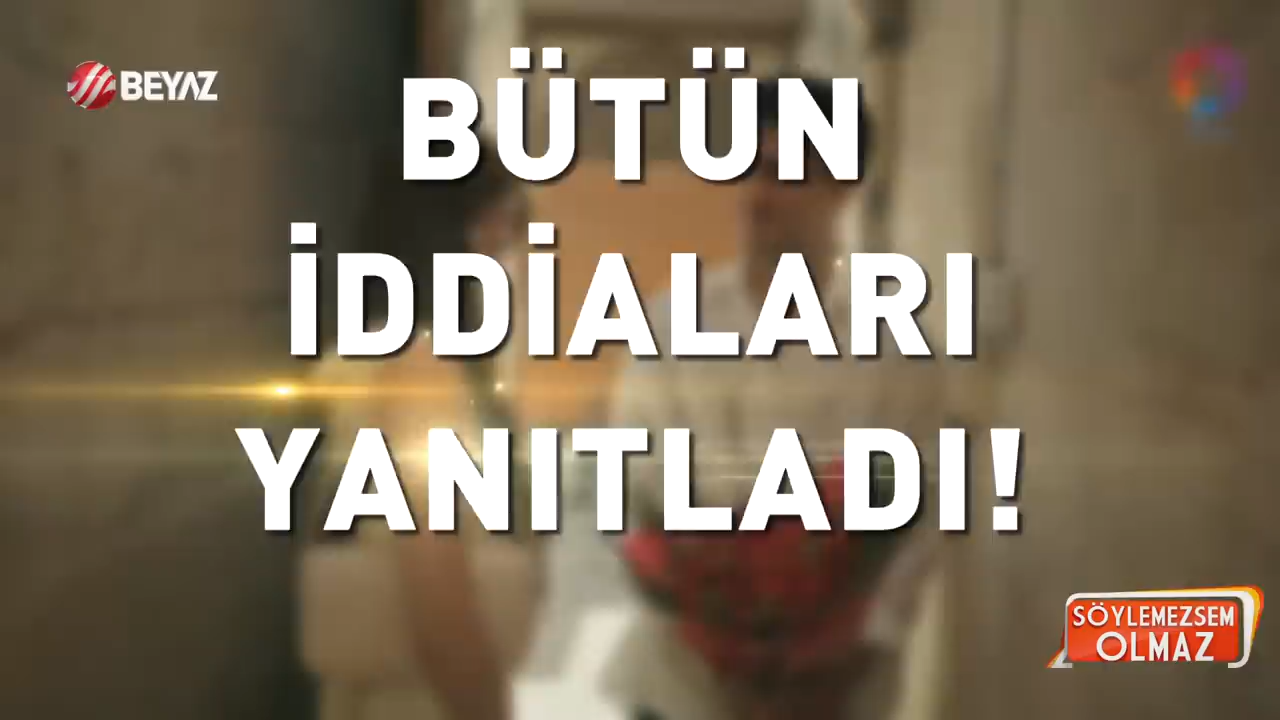 BEYAZ
BÜTÜN
İDDİALARI
YANITLADI!
SÖYLEMEZSEM
OLMAZ